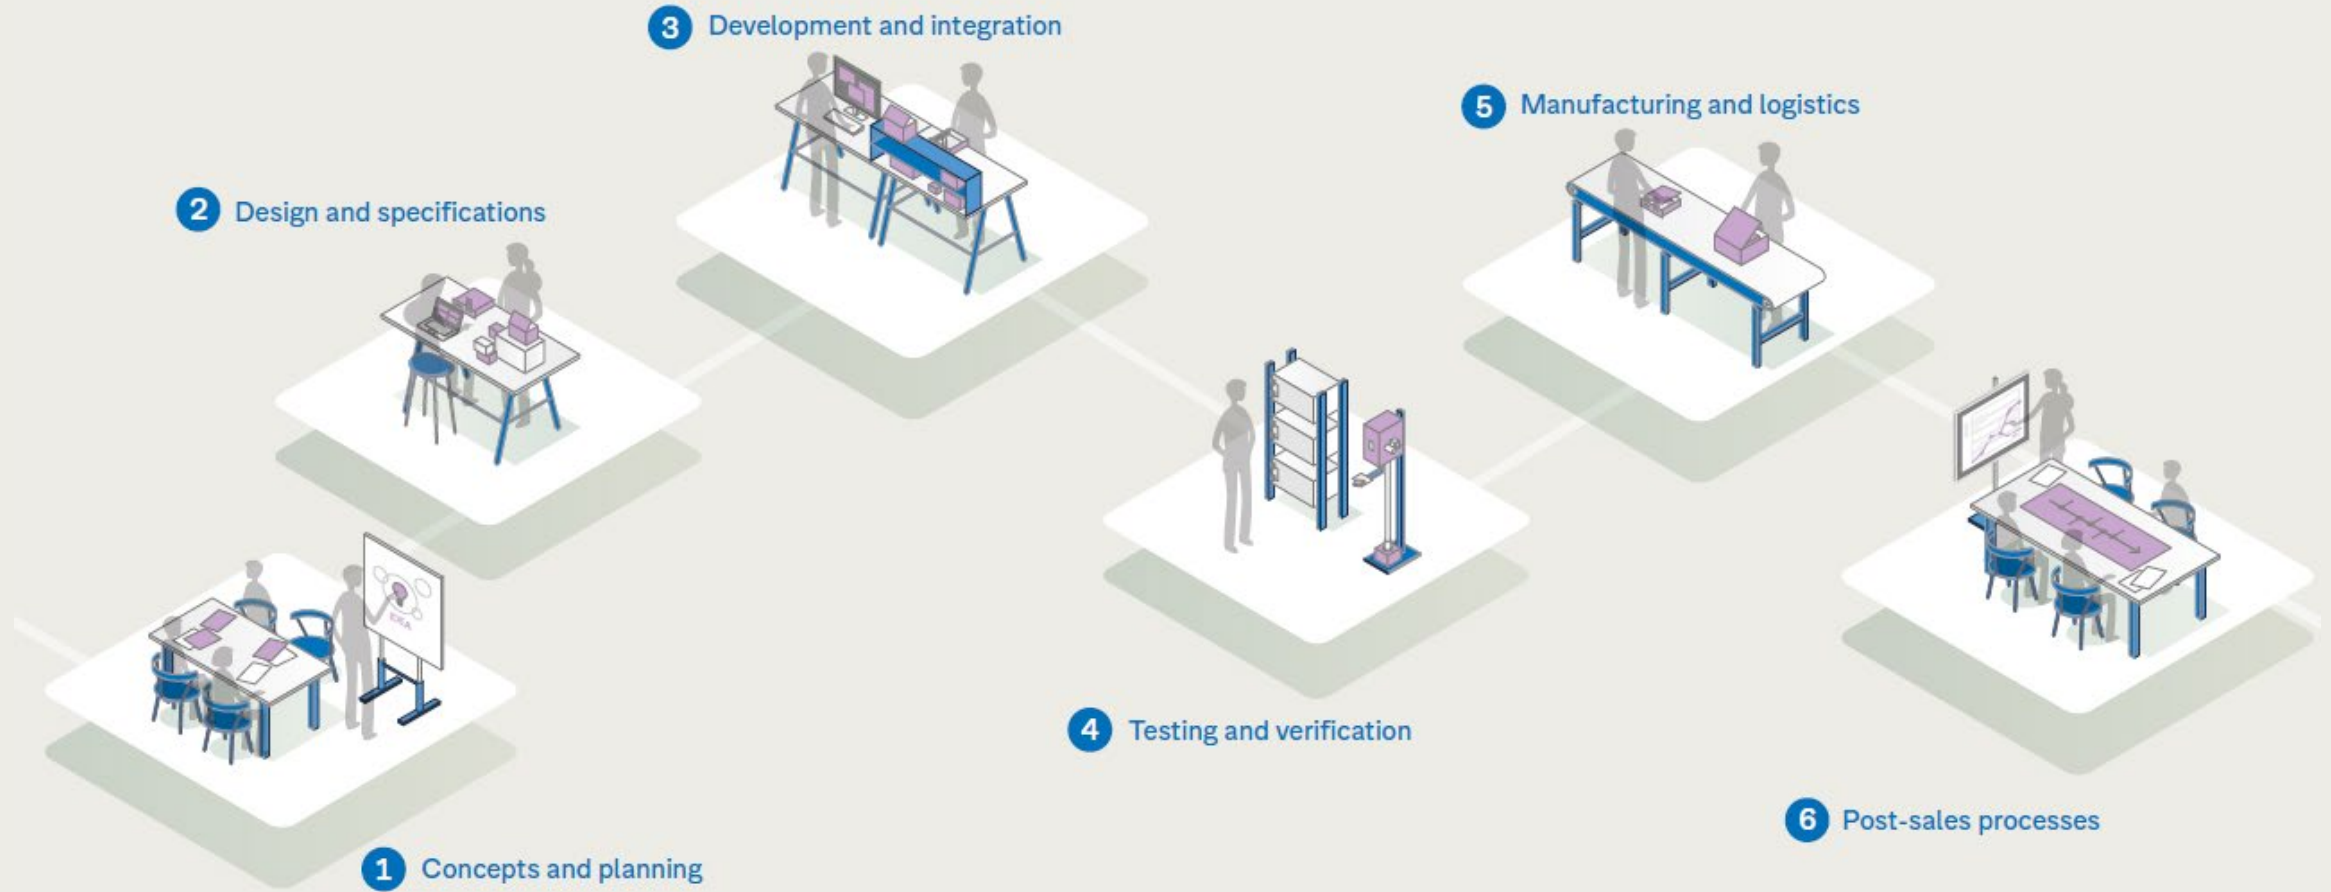 3 Development and integration
5 Manufacturing and logistics
2 Design and specifications
4 Testing and verification
6 Post-sales processes
1 Concepts and planning